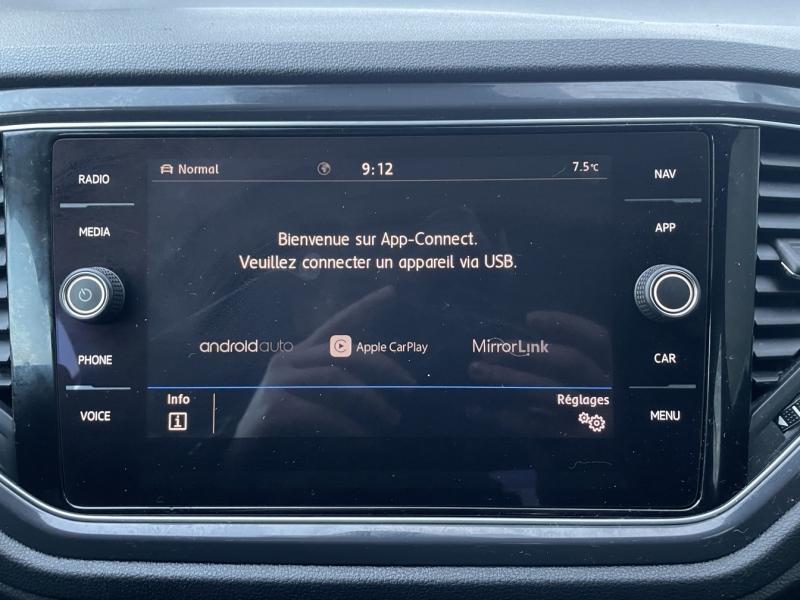 RADIO
MEDIA
PHONE
VOICE
Normal 9:12 7.5°C
Bienvenue sur App-Connect.
Veuillez connecter un appareil via USB.
androidauto Apple CarPlay MirrorLink
Info Réglages
i
NAV
APP
CAR
MENU